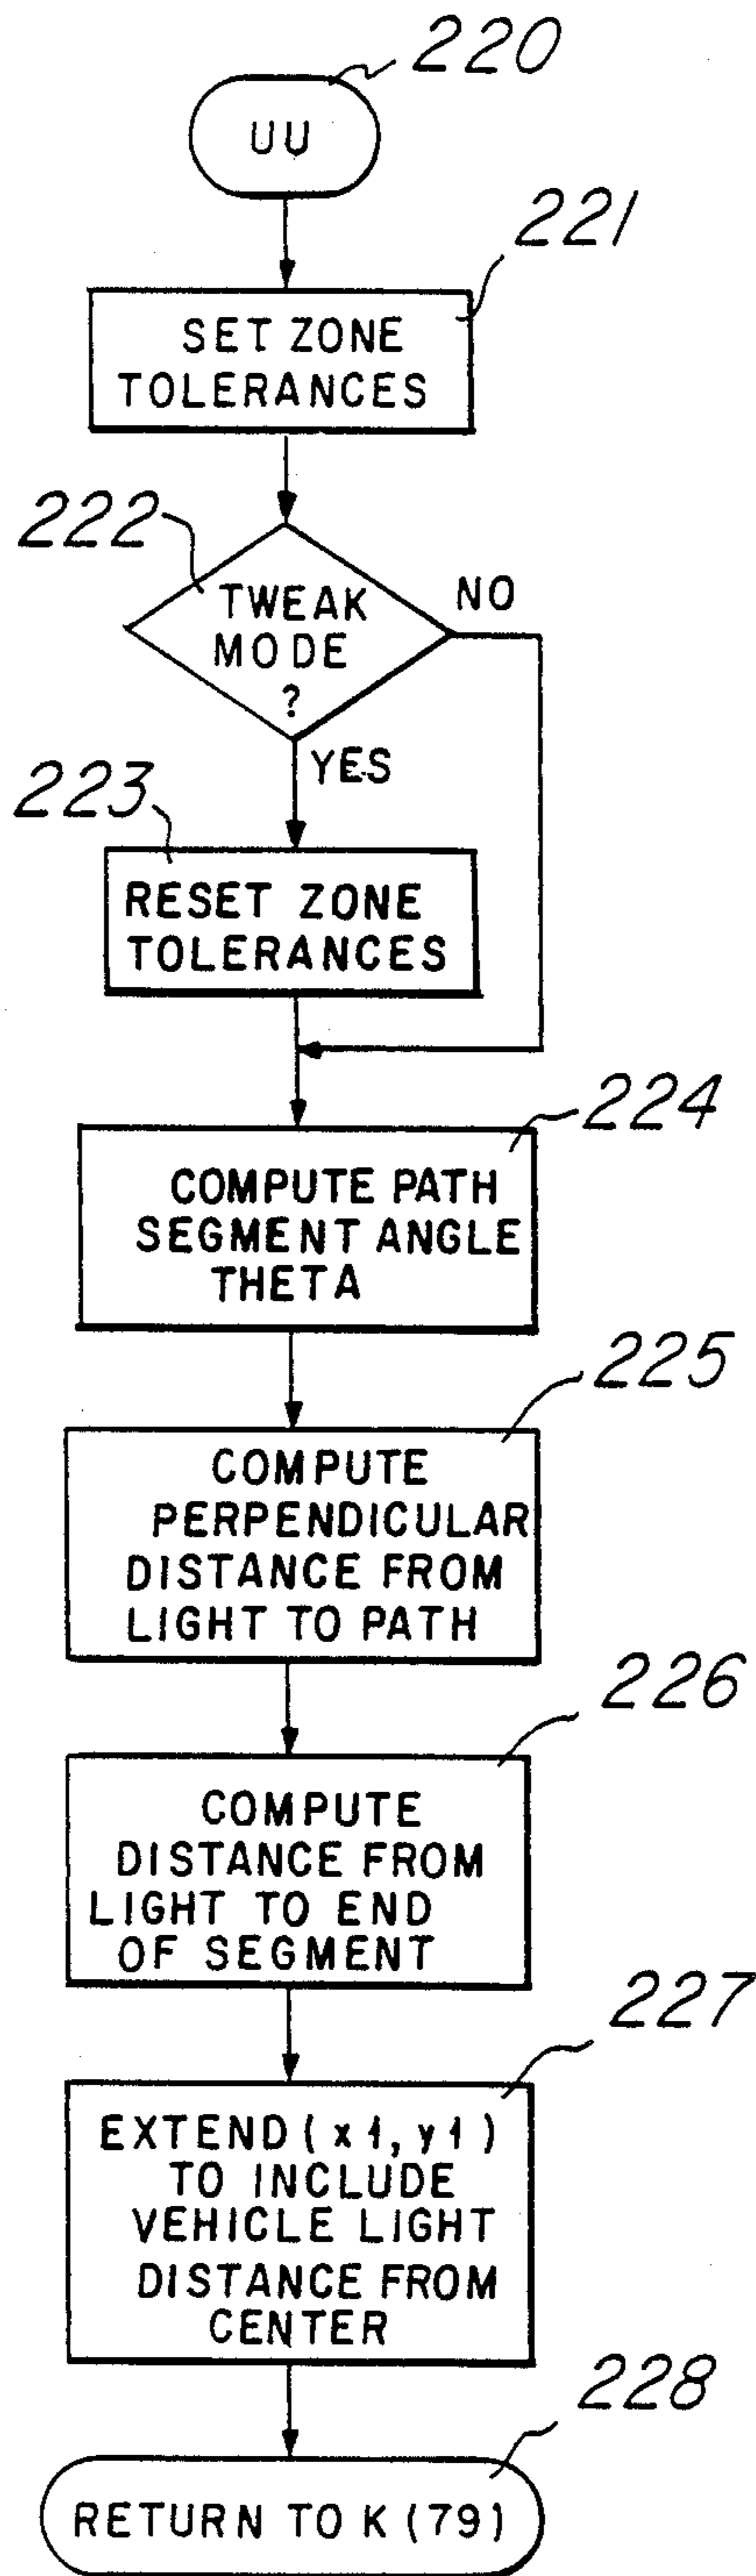 220
UU
221
SET ZONE
TOLERANCES
222
TWEAK
MODE
?
NO
YES
223
RESET ZONE
TOLERANCES
224
COMPUTE PATH
SEGMENT ANGLE
THETA
225
COMPUTE
PERPENDICULAR
DISTANCE FROM
LIGHT TO PATH
226
COMPUTE
DISTANCE FROM
LIGHT TO END
OF SEGMENT
227
EXTEND (x1, y1)
TO INCLUDE
VEHICLE LIGHT
DISTANCE FROM
CENTER
228
RETURN TO K (79)